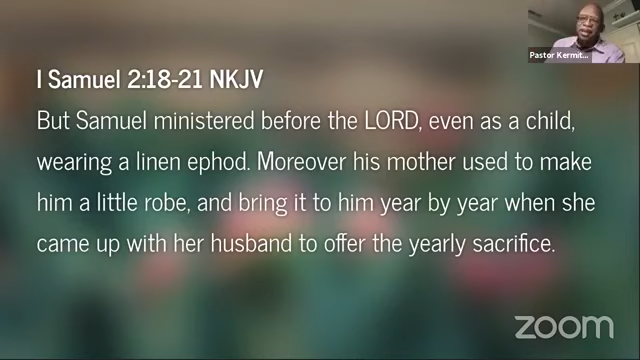 Pastor Kermit...
I Samuel 2:18-21 NKJV
But Samuel ministered before the LORD, even as a child,
wearing a linen ephod. Moreover his mother used to make
him a little robe, and bring it to him year by year when she
came up with her husband to offer the yearly sacrifice.
zoom